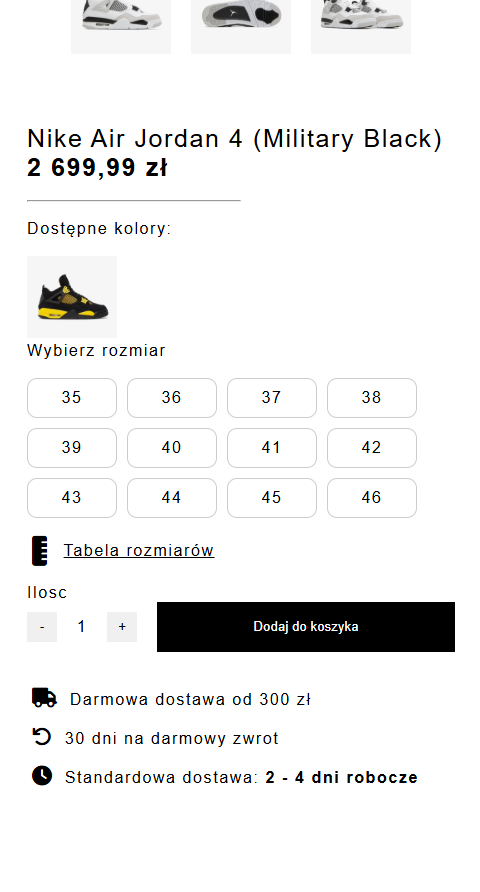 Nike Air Jordan 4 (Military Black)
2 699,99 zł
Dostępne kolory:
Wybierz rozmiar
35 36 37 38
39 40 41 42
43 44 45 46
Tabela rozmiarów
Ilosc
- 1 + Dodaj do koszyka
Darmowa dostawa od 300 zł
30 dni na darmowy zwrot
Standardowa dostawa: 2 - 4 dni robocze